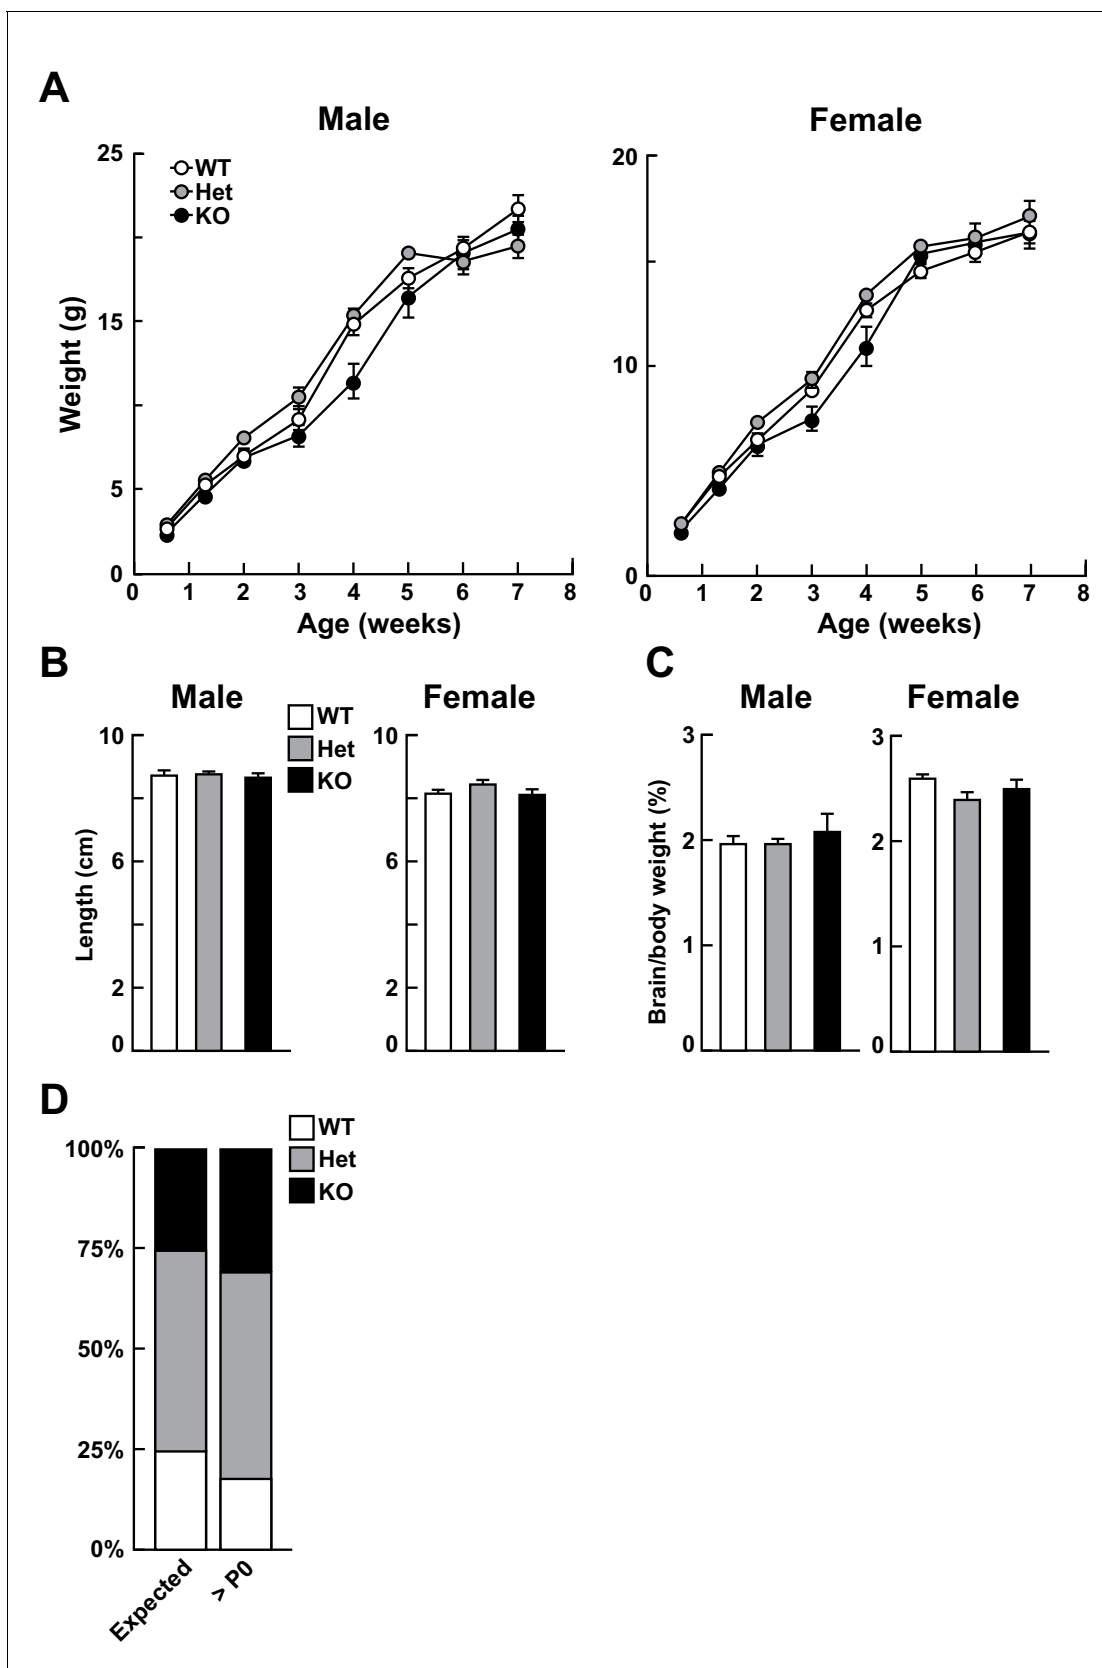 A
Male
Female
25
15
5
0
WT
Het
KO
Weight (g)
0 1 2 3 4 5 6 7 8
Age (weeks)
20
10
0
0 1 2 3 4 5 6 7 8
Age (weeks)
B
Male
Female
WT
Het
KO
10
6
2
0
Length (cm)
10
8
6
2
0
C
Male
Female
3
2
1
0
Brain/body weight (%)
3
2
1
0
D
WT
Het
KO
100%
75%
50%
25%
0%
Expected
> P0